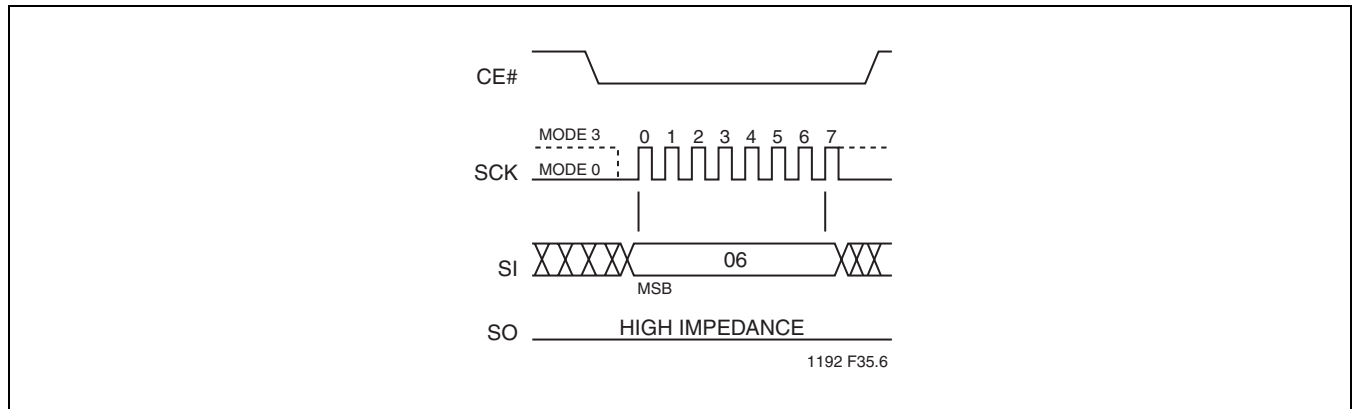 CE#
MODE 3
0 1 2 3 4 5 6 7
SCK
MODE 0
SI
06
MSB
SO
HIGH IMPEDANCE
1192 F35.6